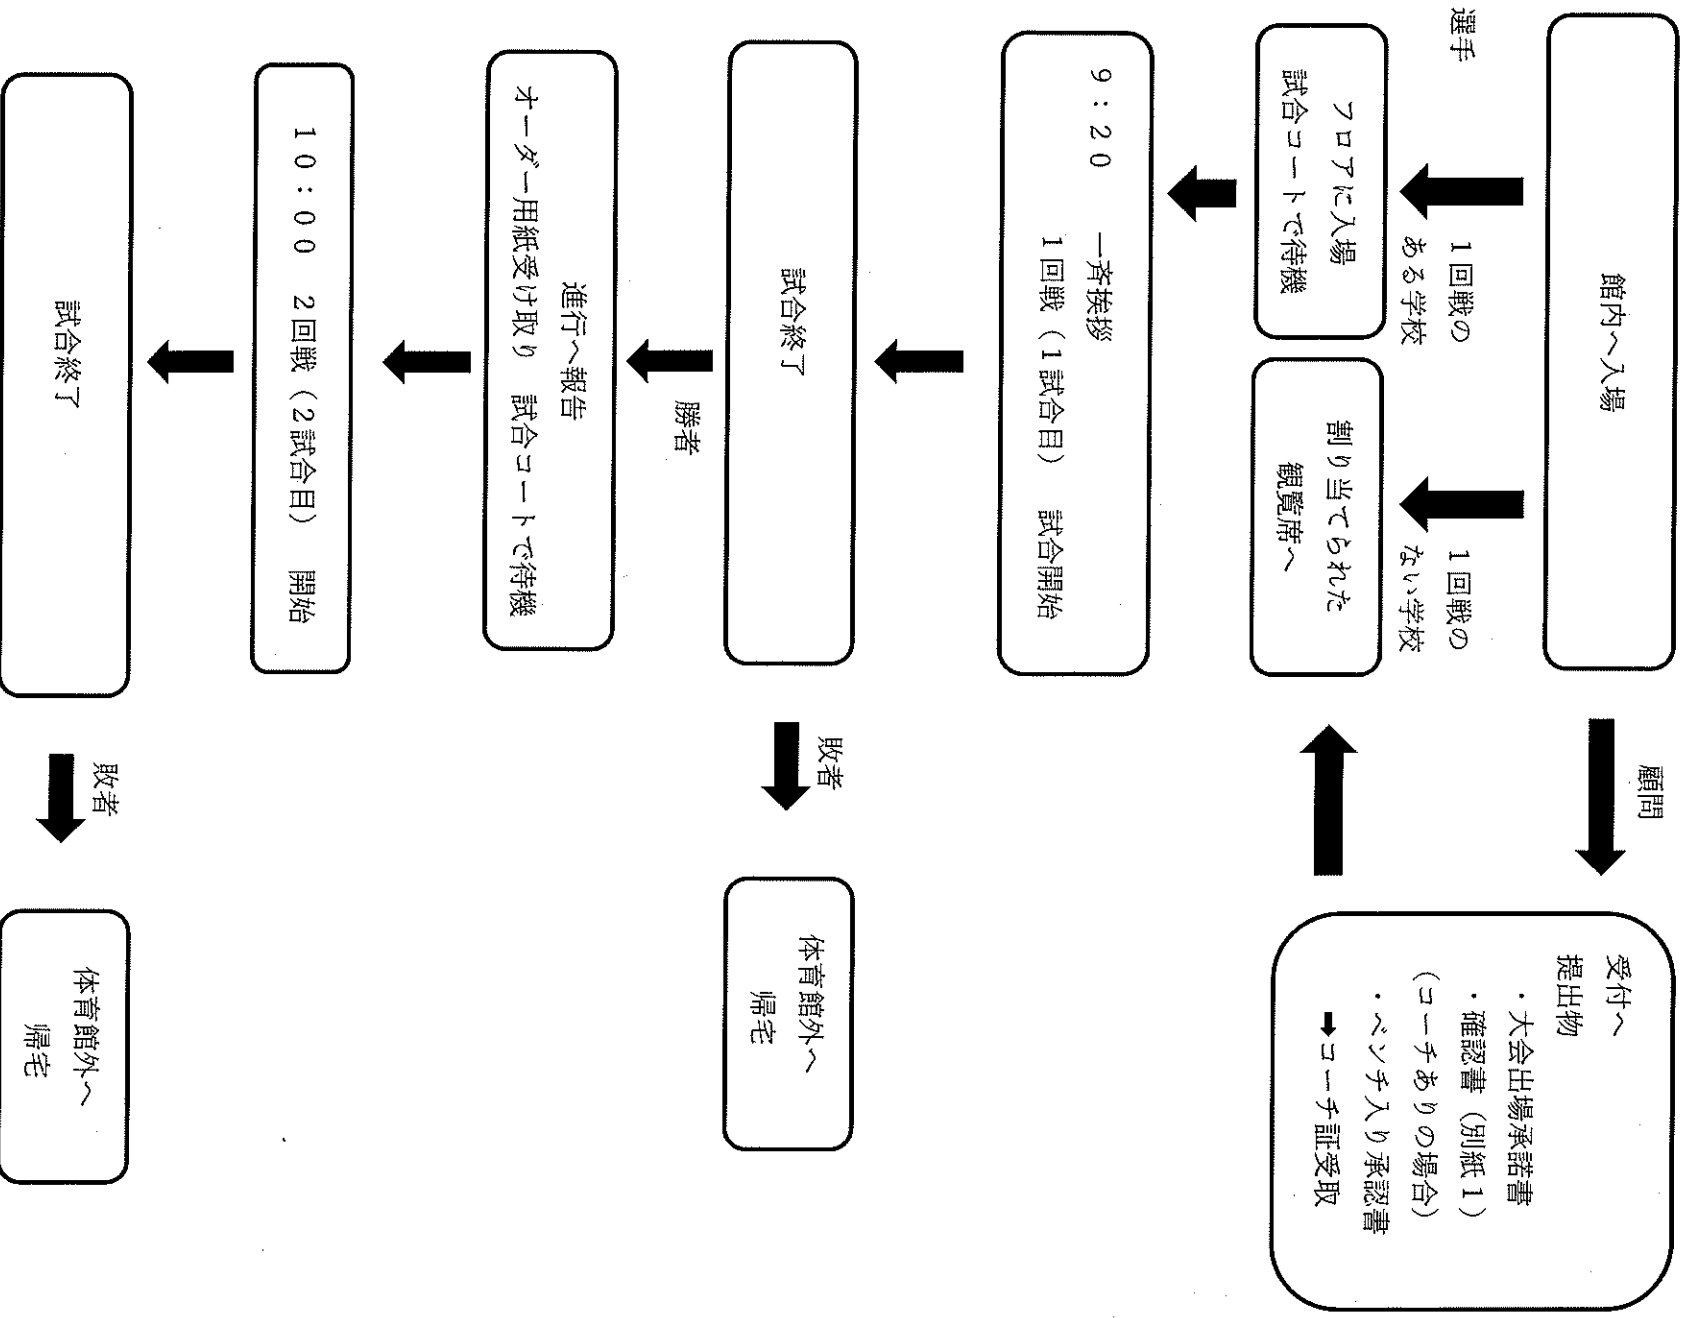 館内へ入場
顧問
受付へ
提出物
・大会出場承諾書
・確認書（別紙１）
（コーチありの場合）
・ベンチ入り承認書
➡コーチ証受取
選手
１回戦の
ある学校
１回戦の
ない学校
フロアに入場
試合コートで待機
割り当てられた
観覧席へ
９：２０　一斉挨拶
１回戦（１試合目）　試合開始
試合終了
敗者
体育館外へ
帰宅
勝者
進行へ報告
オーダー用紙受け取り　試合コートで待機
１０：００　２回戦（２試合目）　開始
試合終了
敗者
体育館外へ
帰宅